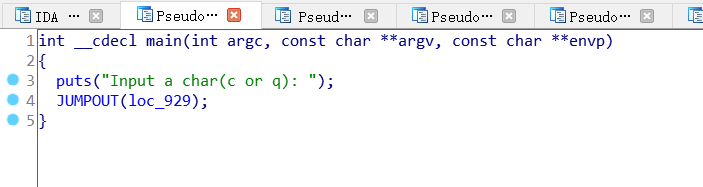 IDA ··· Pseudo··· Pseud ··· Pseudo··· Pseudo···
1 int __cdecl main(int argc, const char **argv, const char **envp)
2 {
3 puts("Input a char(c or q): ");
4 JUMPOUT(loc_929);
5 }